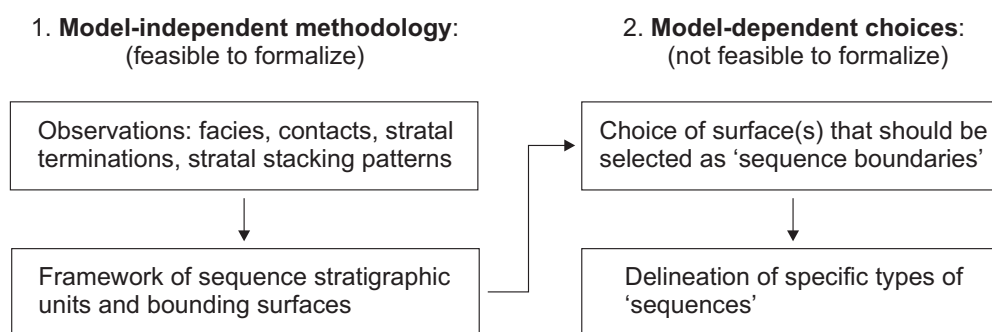 1. Model-independent methodology:
(feasible to formalize)
Observations: facies, contacts, stratal
terminations, stratal stacking patterns
Framework of sequence stratigraphic
units and bounding surfaces
2. Model-dependent choices:
(not feasible to formalize)
Choice of surface(s) that should be
selected as ‘sequence boundaries’
Delineation of specific types of
‘sequences’